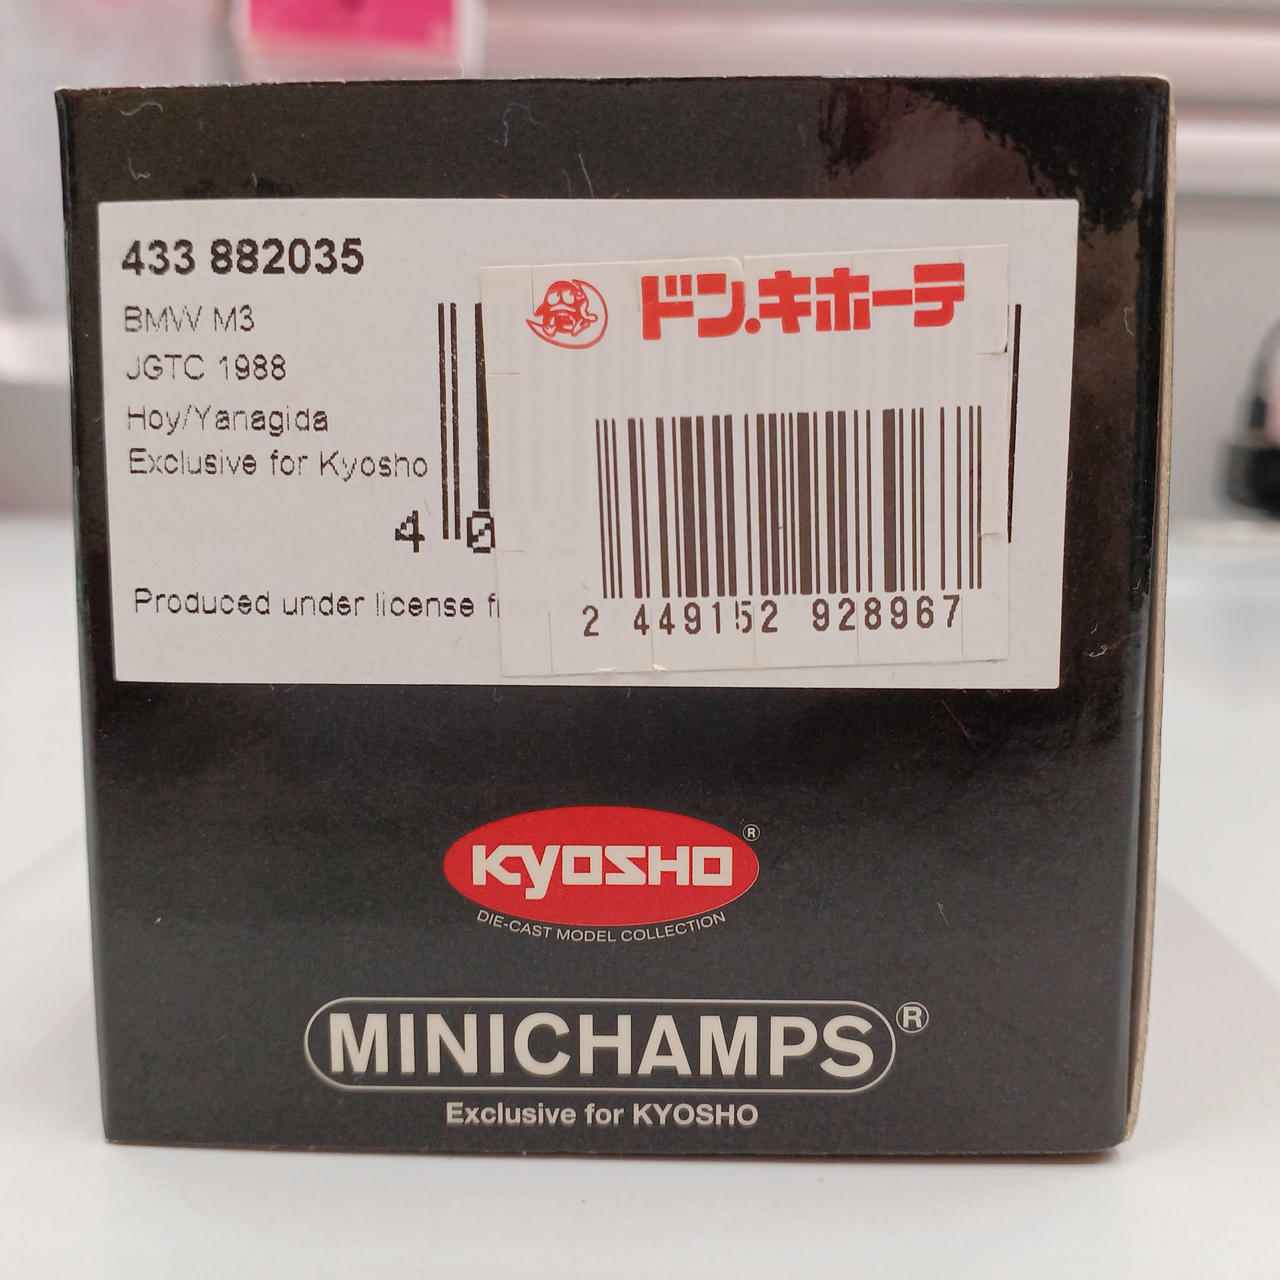 433 882035
BMW M3
JGTC 1988
Hoy/Yanagida
Exclusive for Kyosho
4 0
Produced under license
ドン.キホーテ
2 449152 928967
KYOSHO ®
DIE-CAST MODEL COLLECTION
MINICHAMPS ®
Exclusive for KYOSHO